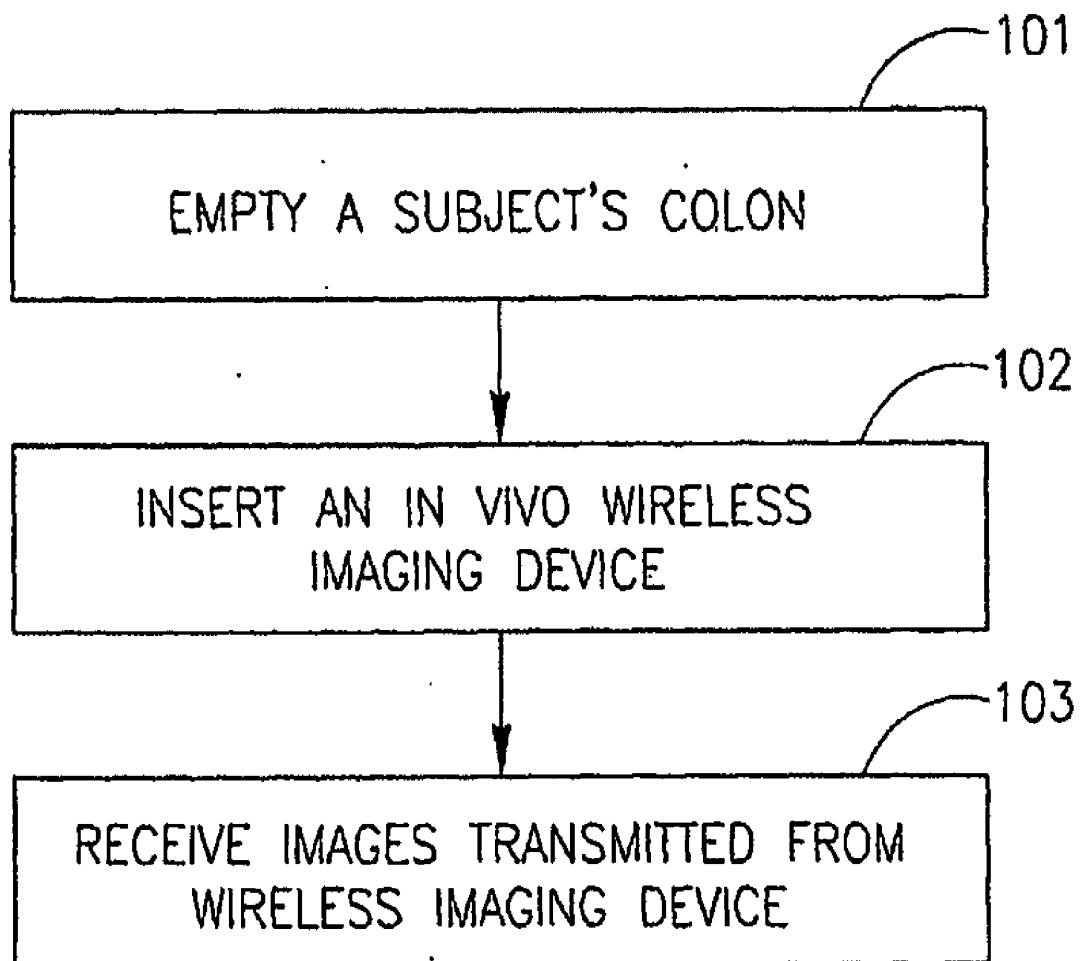 101
EMPTY A SUBJECT'S COLON
102
INSERT AN IN VIVO WIRELESS
IMAGING DEVICE
103
RECEIVE IMAGES TRANSMITTED FROM
WIRELESS IMAGING DEVICE